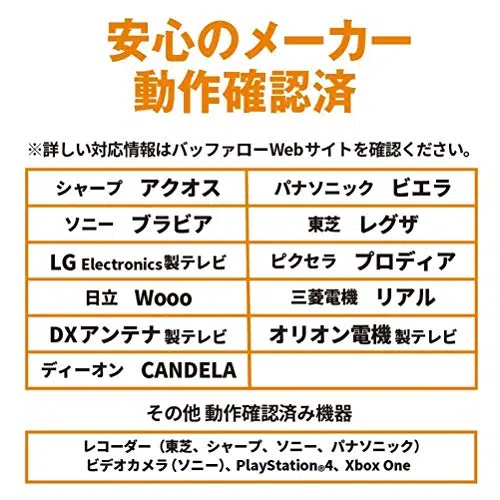 安心のメーカー
動作確認済
※詳しい対応情報はバッファローWebサイトを確認ください。
シャープ アクオス
パナソニック ビエラ
ソニー ブラビア
東芝 レグザ
LG Electronics製テレビ
ピクセラ プロディア
日立 Wooo
三菱電機 リアル
DXアンテナ製テレビ
オリオン電機製テレビ
ディーオン CANDELA
その他 動作確認済み機器
レコーダー（東芝、シャープ、ソニー、パナソニック）
ビデオカメラ（ソニー）、PlayStation®4、Xbox One